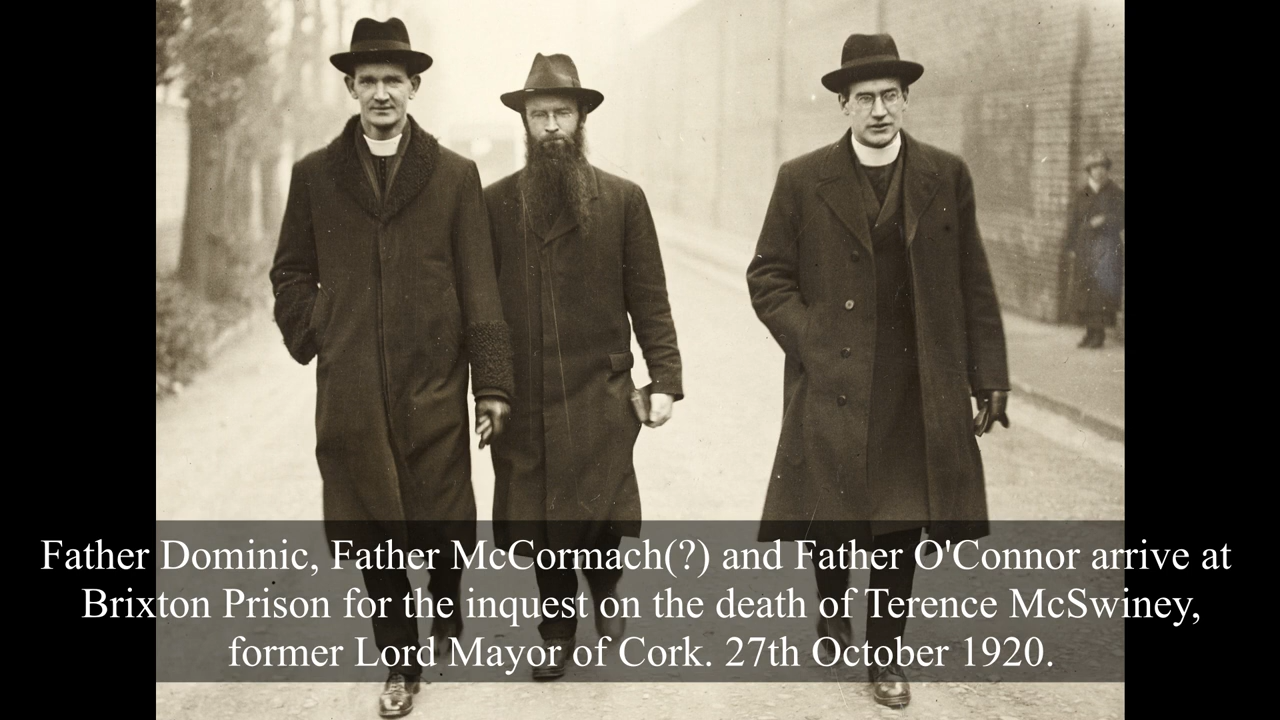 Father Dominic, Father McCormach(?) and Father O'Connor arrive at
Brixton Prison for the inquest on the death of Terence McSwiney,
former Lord Mayor of Cork. 27th October 1920.